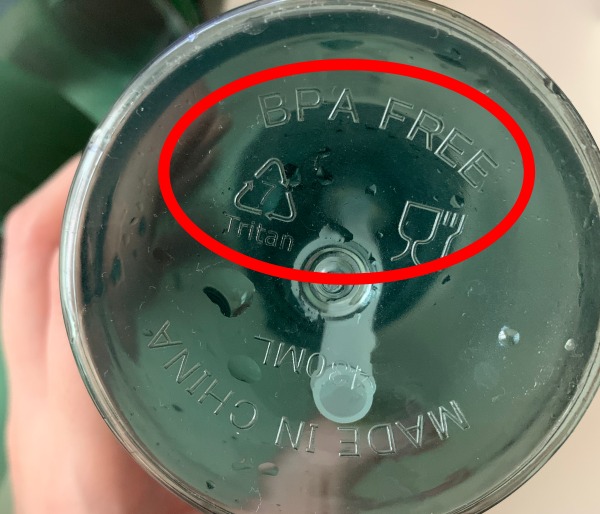 BPA FREE
7
Tritan
MADE IN CHINA